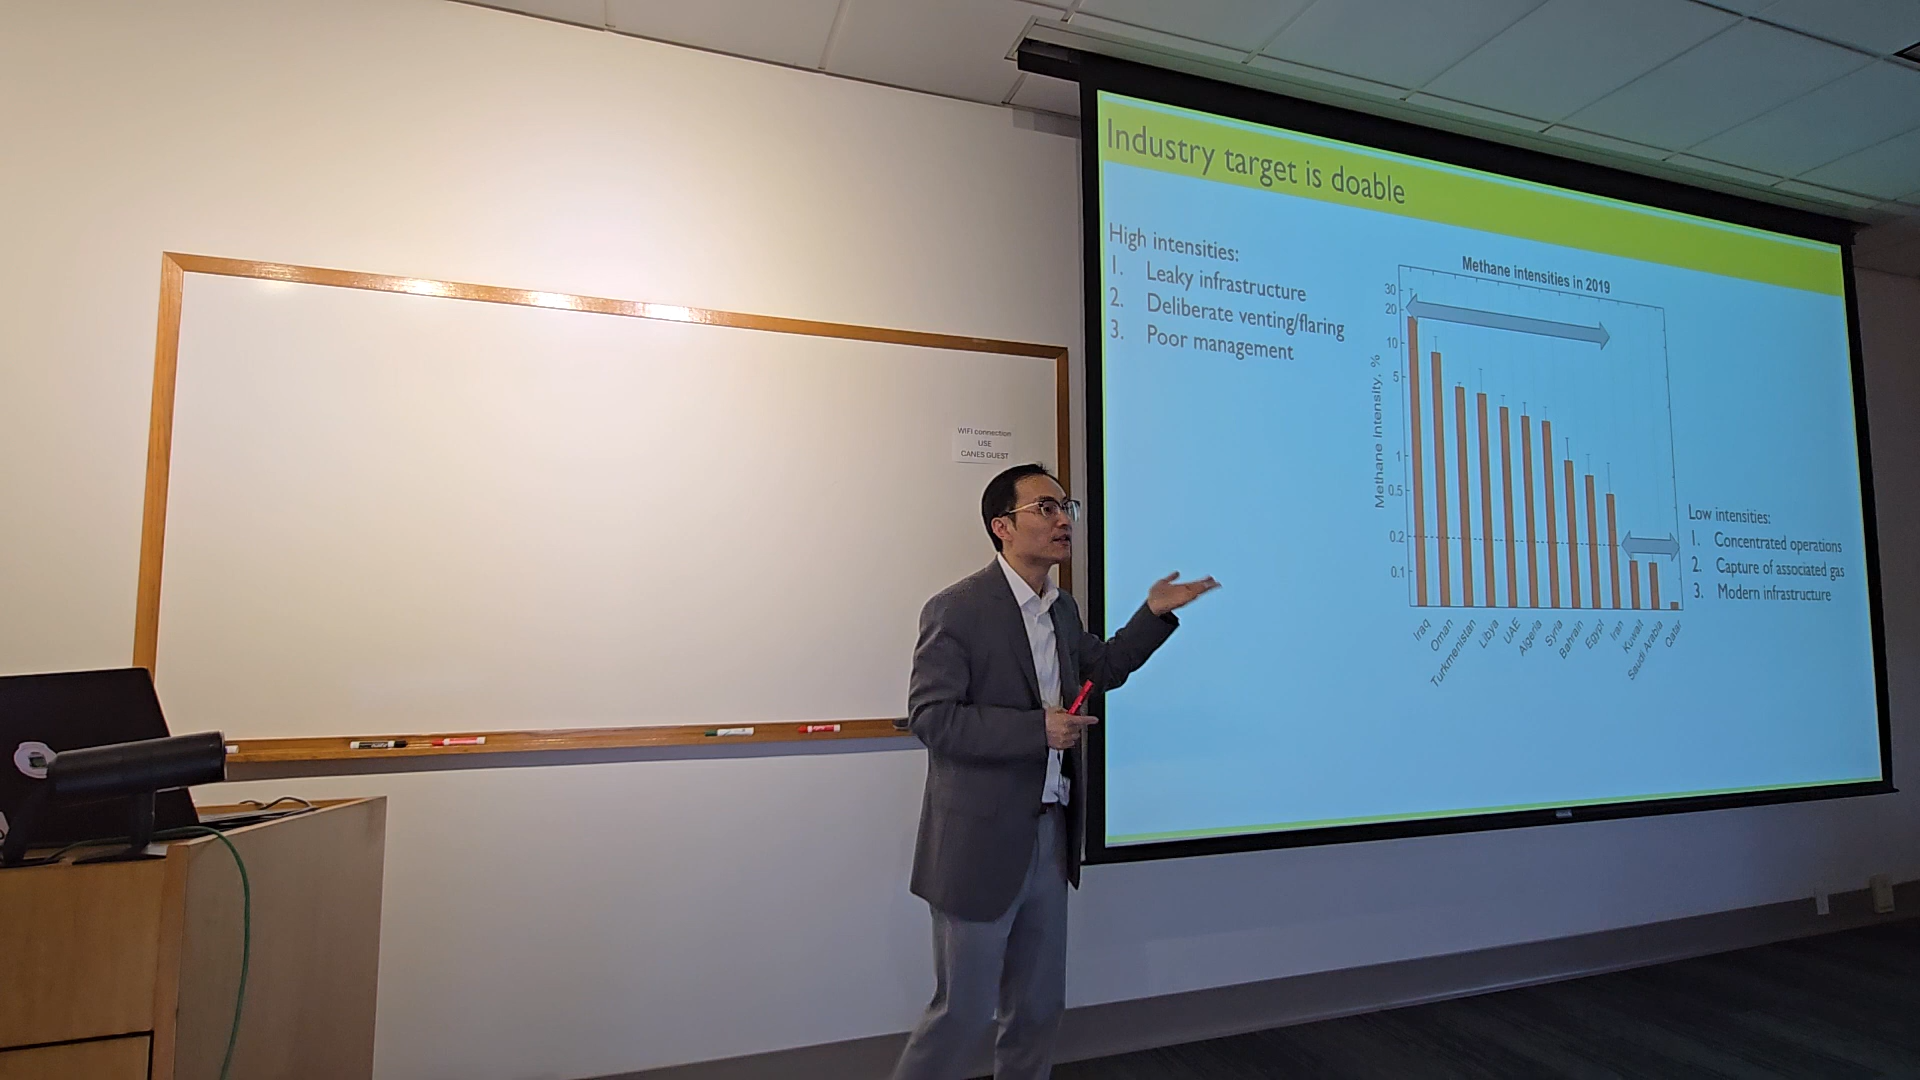 Industry target is doable
High intensities:
1. Leaky infrastructure
2. Deliberate venting/flaring
3. Poor management
Methane intensities in 2019
Methane Intensity, %
30
20
10
5
1
0.5
0.2
0.1
Iraq
Oman
Turkmenistan
Libya
UAE
Algeria
Syria
Bahrain
Egypt
Iran
Kuwait
Saudi Arabia
Qatar
Low intensities:
1. Concentrated operations
2. Capture of associated gas
3. Modern infrastructure
WIFI connection
USE
CANES GUEST